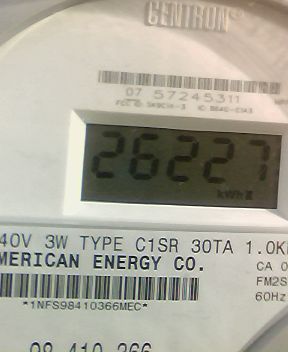 CENTRON®
07 57245311
26227
kWh
40V 3W TYPE C1SR 30TA 1.0K
MERICAN ENERGY CO.
CA 0
FM2S
60Hz
*1NFS98410366MEC*
98 410 366